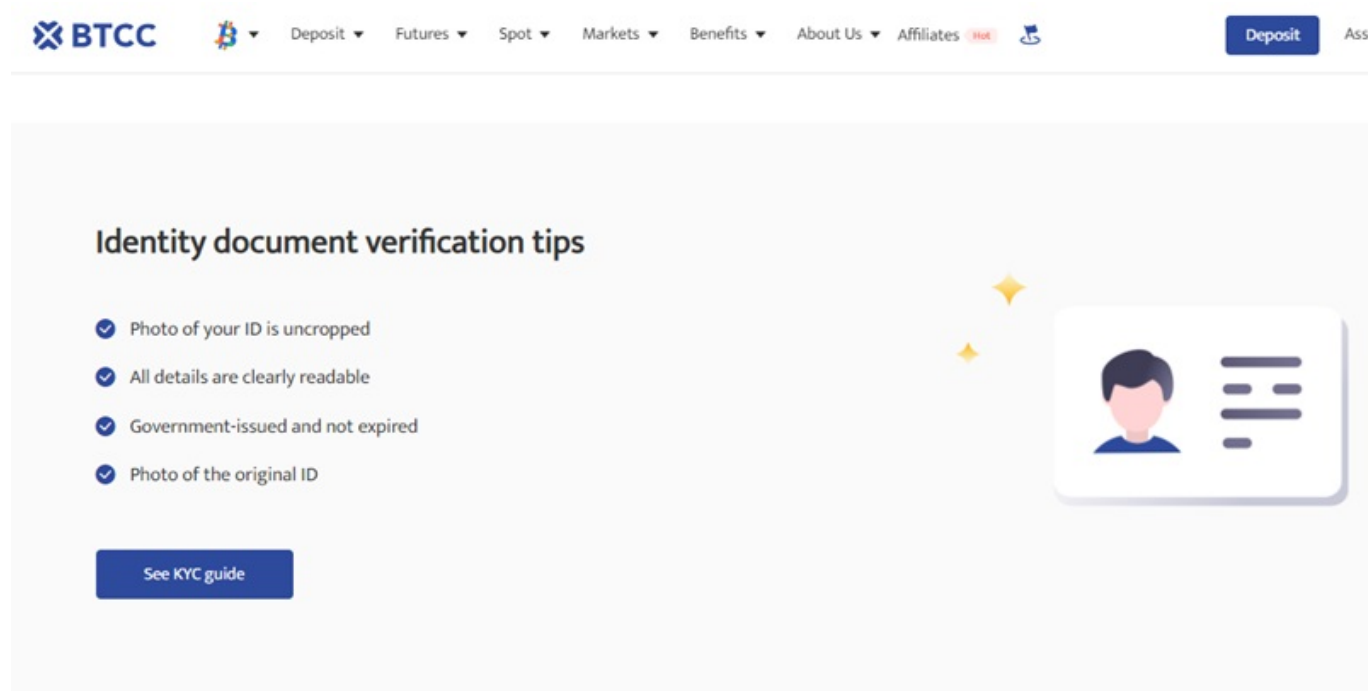 BTCC
Deposit Futures Spot Markets Benefits About Us Affiliates Hot Deposit Ass
Identity document verification tips
Photo of your ID is uncropped
All details are clearly readable
Government-issued and not expired
Photo of the original ID
See KYC guide